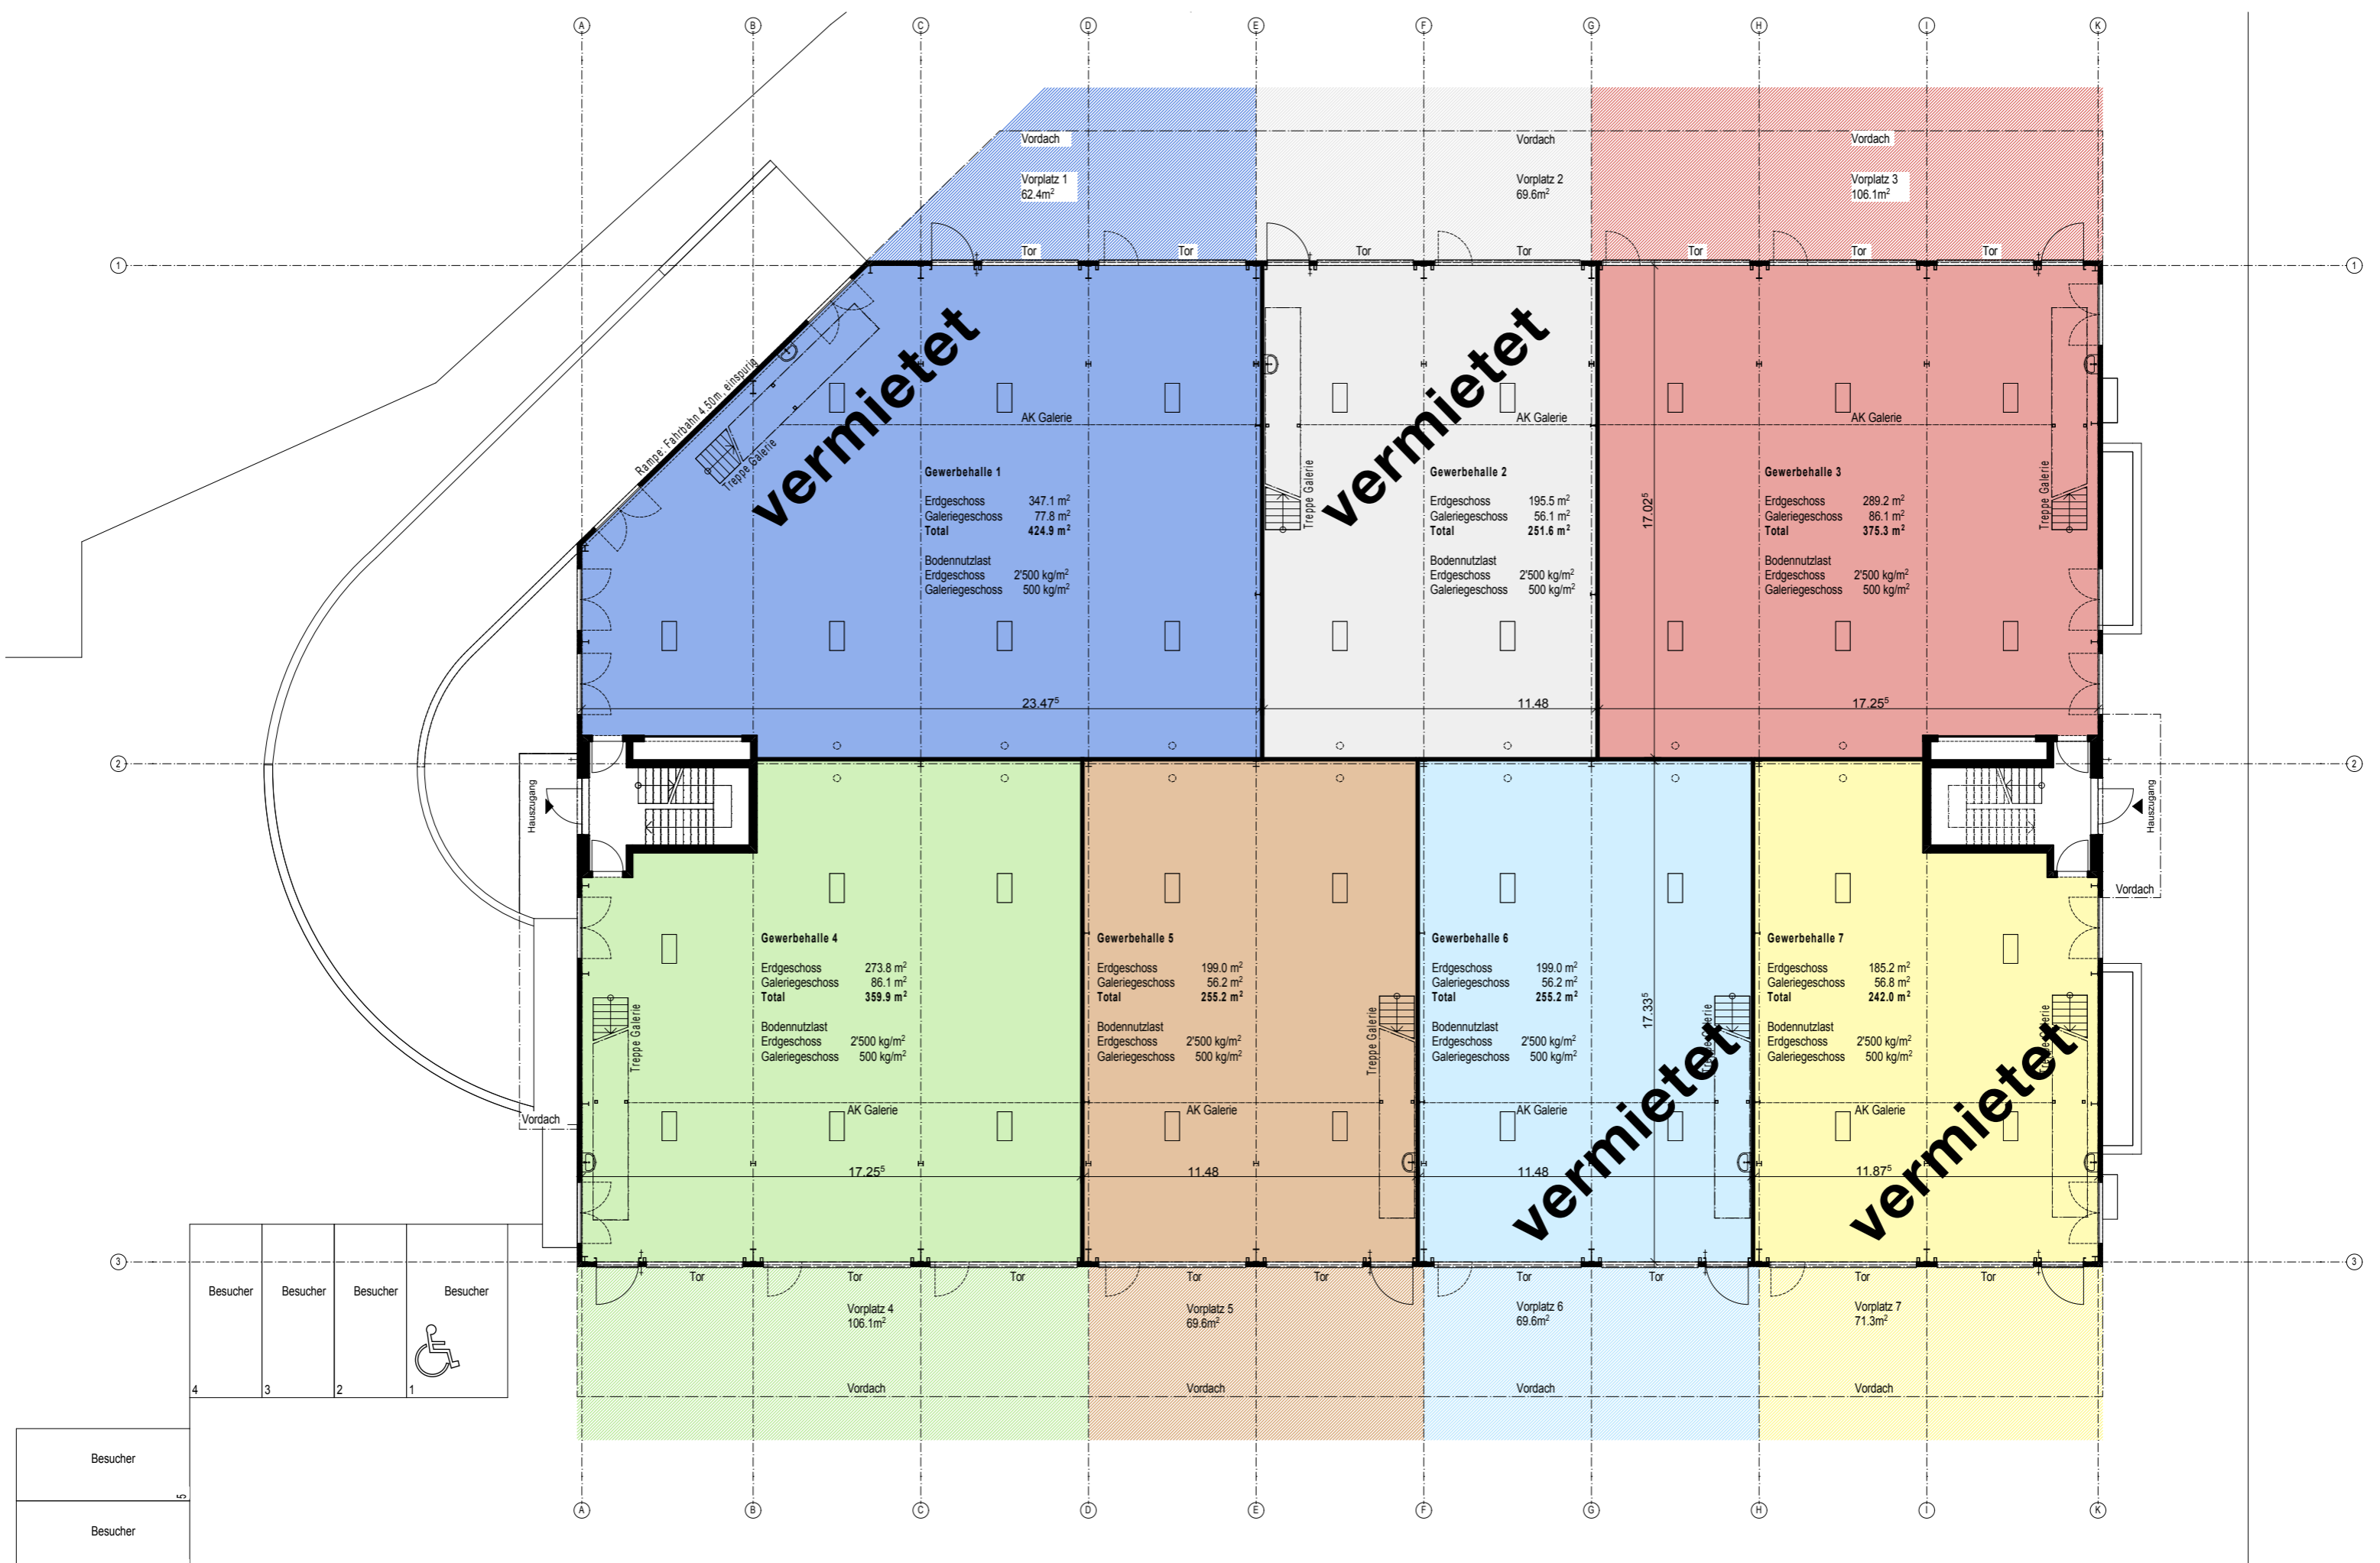 A B C D E F G H I K
Vordach
Vordach
Vordach
Vorplatz 1
62.4m²
Vorplatz 2
69.6m²
Vorplatz 3
106.1m²
Tor Tor Tor Tor Tor Tor Tor
1 1
Rampe: Fahrbahn 4.50m, einspurig
Treppe Galerie
vermietet
AK Galerie
Gewerbehalle 1
Erdgeschoss 347.1 m²
Galeriegeschoss 77.8 m²
Total 424.9 m²
Bodennutzlast
Erdgeschoss 2'500 kg/m²
Galeriegeschoss 500 kg/m²
23.47⁵
Treppe Galerie
vermietet
AK Galerie
Gewerbehalle 2
Erdgeschoss 195.5 m²
Galeriegeschoss 56.1 m²
Total 251.6 m²
Bodennutzlast
Erdgeschoss 2'500 kg/m²
Galeriegeschoss 500 kg/m²
11.48
17.02⁵
AK Galerie
Gewerbehalle 3
Erdgeschoss 289.2 m²
Galeriegeschoss 86.1 m²
Total 375.3 m²
Bodennutzlast
Erdgeschoss 2'500 kg/m²
Galeriegeschoss 500 kg/m²
Treppe Galerie
17.25⁵
2 2
Hauszugang
Hauszugang
Vordach
Vordach
Gewerbehalle 4
Erdgeschoss 273.8 m²
Galeriegeschoss 86.1 m²
Total 359.9 m²
Bodennutzlast
Erdgeschoss 2'500 kg/m²
Galeriegeschoss 500 kg/m²
Treppe Galerie
AK Galerie
17.25⁵
Gewerbehalle 5
Erdgeschoss 199.0 m²
Galeriegeschoss 56.2 m²
Total 255.2 m²
Bodennutzlast
Erdgeschoss 2'500 kg/m²
Galeriegeschoss 500 kg/m²
Treppe Galerie
AK Galerie
11.48
Gewerbehalle 6
Erdgeschoss 199.0 m²
Galeriegeschoss 56.2 m²
Total 255.2 m²
Bodennutzlast
Erdgeschoss 2'500 kg/m²
Galeriegeschoss 500 kg/m²
17.33⁵
Treppe Galerie
vermietet
AK Galerie
11.48
Gewerbehalle 7
Erdgeschoss 185.2 m²
Galeriegeschoss 56.8 m²
Total 242.0 m²
Bodennutzlast
Erdgeschoss 2'500 kg/m²
Galeriegeschoss 500 kg/m²
Treppe Galerie
vermietet
AK Galerie
11.87⁵
3 3
Tor Tor Tor Tor Tor Tor Tor Tor Tor
Vorplatz 4
106.1m²
Vorplatz 5
69.6m²
Vorplatz 6
69.6m²
Vorplatz 7
71.3m²
Vordach Vordach Vordach Vordach
Besucher Besucher Besucher Besucher
4 3 2 1
Besucher
5
Besucher
A B C D E F G H I K